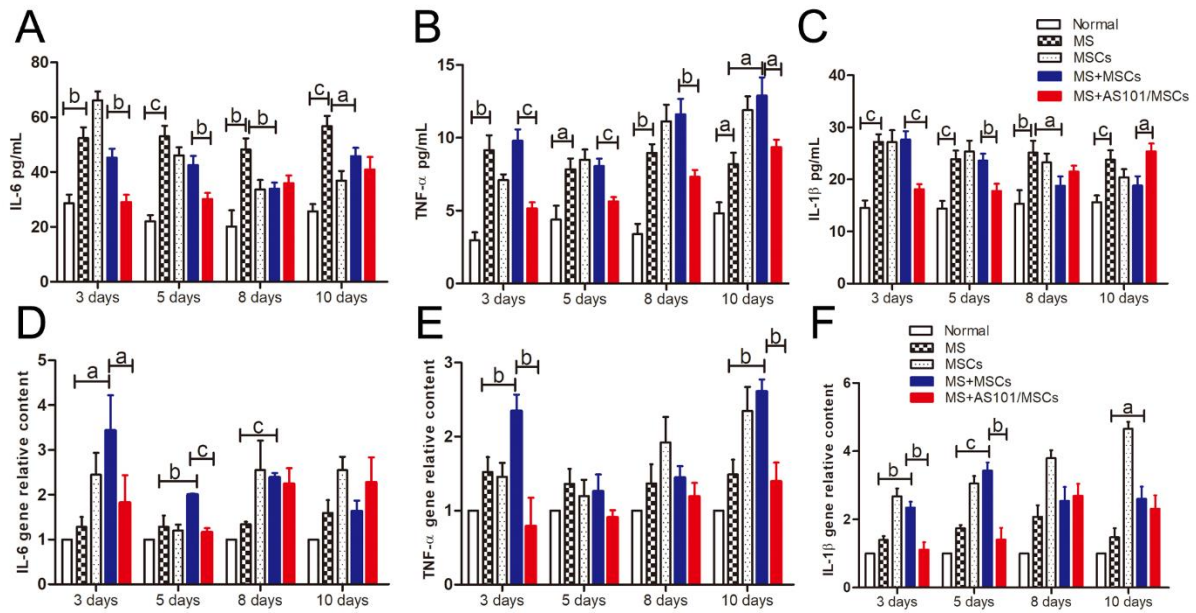 A
IL-6 pg/mL
80
60
40
20
0
b
b
c
b
b
b
c
a
3 days
5 days
8 days
10 days
B
TNF-α pg/mL
15
10
5
0
b
c
a
c
b
b
a
a
a
3 days
5 days
8 days
10 days
C
IL-1β pg/mL
40
30
20
10
0
c
c
c
b
b
a
c
a
3 days
5 days
8 days
10 days
Normal
MS
MSCs
MS+MSCs
MS+AS101/MSCs
D
IL-6 gene relative content
5
4
3
2
1
0
a
a
b
c
c
3 days
5 days
8 days
10 days
E
TNF-α gene relative content
3
2
1
0
b
b
b
b
3 days
5 days
8 days
10 days
F
IL-1β gene relative content
6
4
2
0
b
b
c
b
a
3 days
5 days
8 days
10 days
Normal
MS
MSCs
MS+MSCs
MS+AS101/MSCs